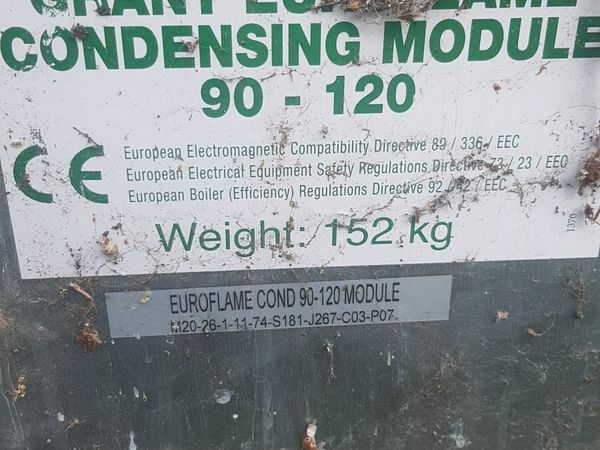 GRANT EUROFLAME
CONDENSING MODULE
90 - 120
CE
European Electromagnetic Compatibility Directive 89 / 336 / EEC
European Electrical Equipment Safety Regulations Directive 73 / 23 / EEC
European Boiler (Efficiency) Regulations Directive 92 / 42 / EEC
Weight: 152 kg
1370
EUROFLAME COND 90-120 MODULE
M20-26-1-11-74-S181-J267-C03-P07